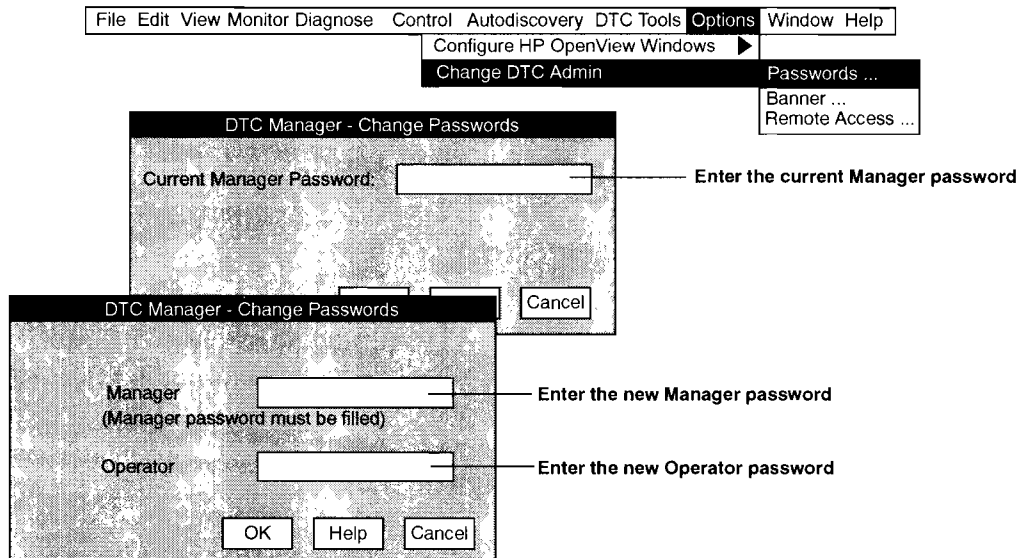 File Edit View Monitor Diagnose Control Autodiscovery DTC Tools Options Window Help
Configure HP OpenView Windows
Change DTC Admin
Passwords ...
Banner ...
Remote Access ...
DTC Manager - Change Passwords
Current Manager Password:
Enter the current Manager password
Cancel
DTC Manager - Change Passwords
Manager
Enter the new Manager password
(Manager password must be filled)
Operator
Enter the new Operator password
OK Help Cancel